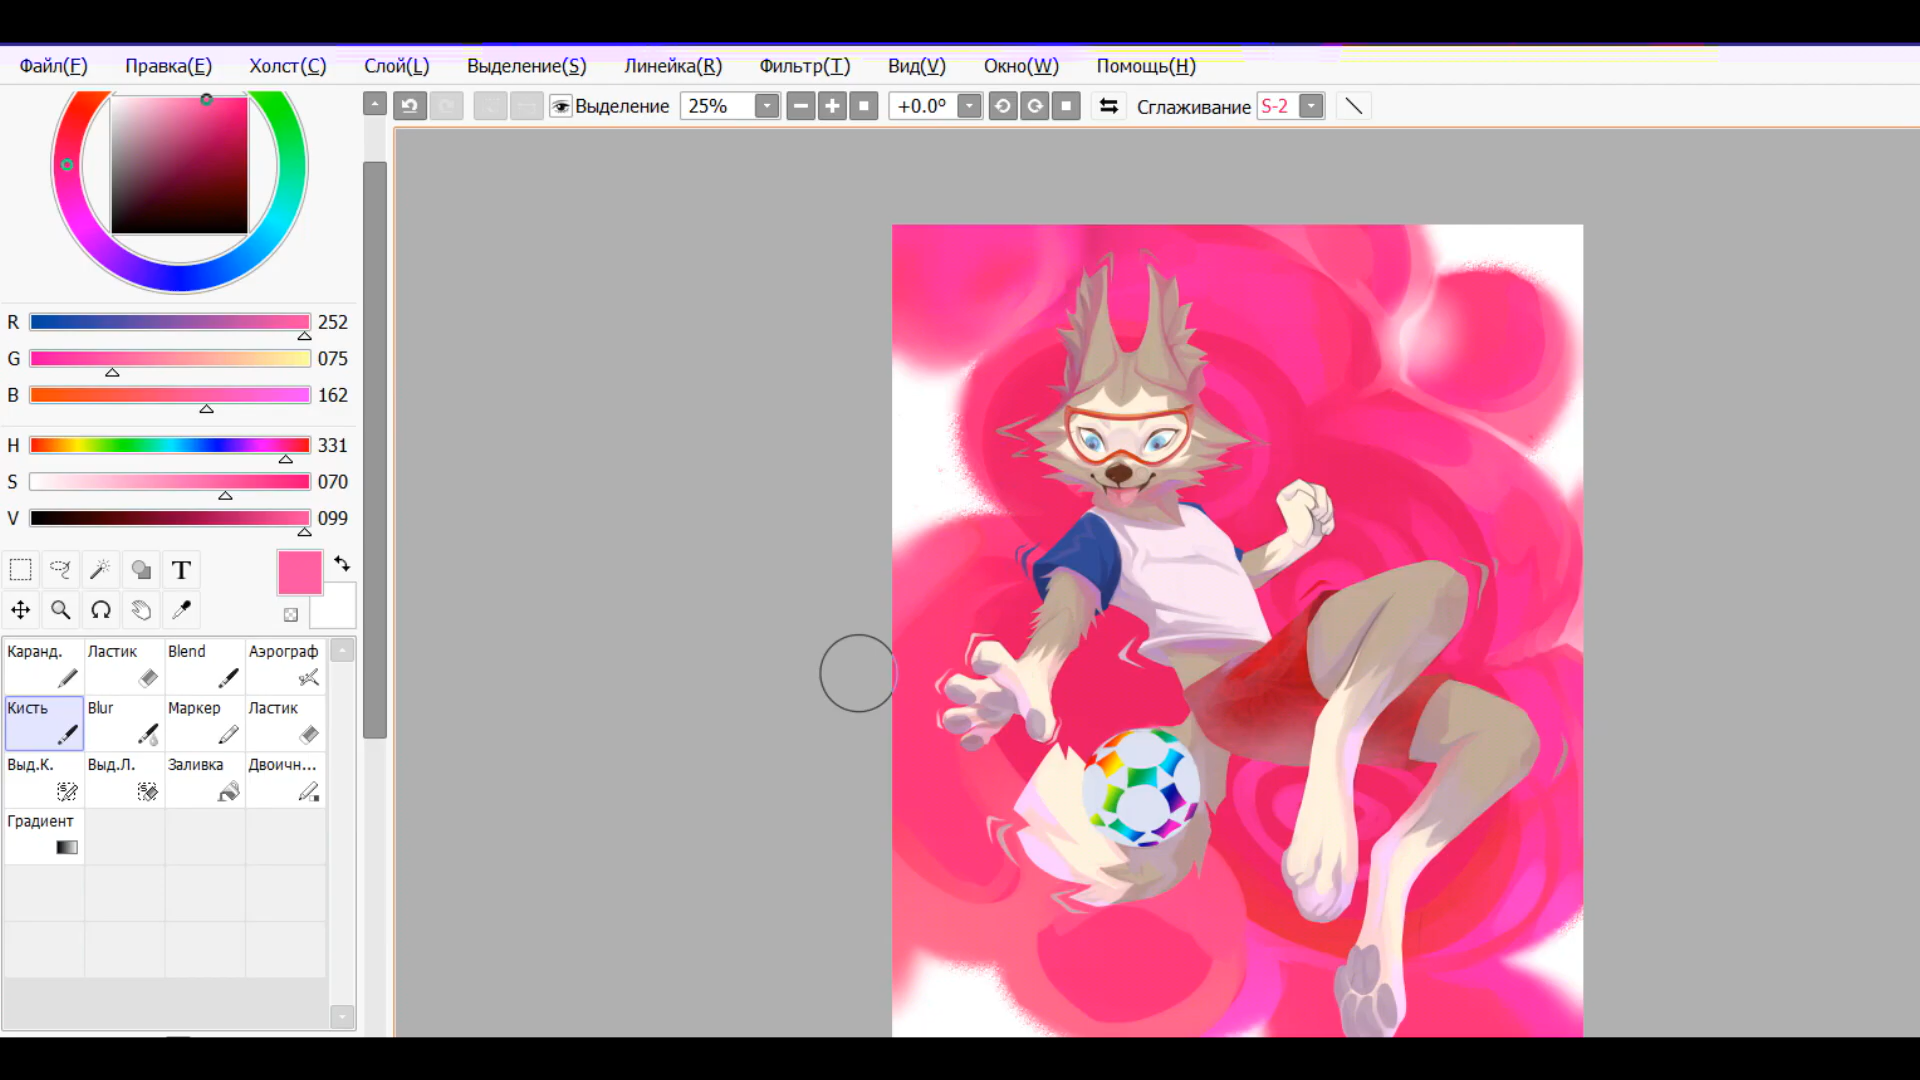 Файл(F) Правка(E) Холст(C) Слой(L) Выделение(S) Линейка(R) Фильтр(T) Вид(V) Окно(W) Помощь(H)
Выделение 25% +0.0º Сглаживание S-2
R 252
G 075
B 162
H 331
S 070
V 099
T
Каранд. Ластик Blend Аэрограф
Кисть Blur Маркер Ластик
Выд.К. Выд.Л. Заливка Двоичн...
Градиент